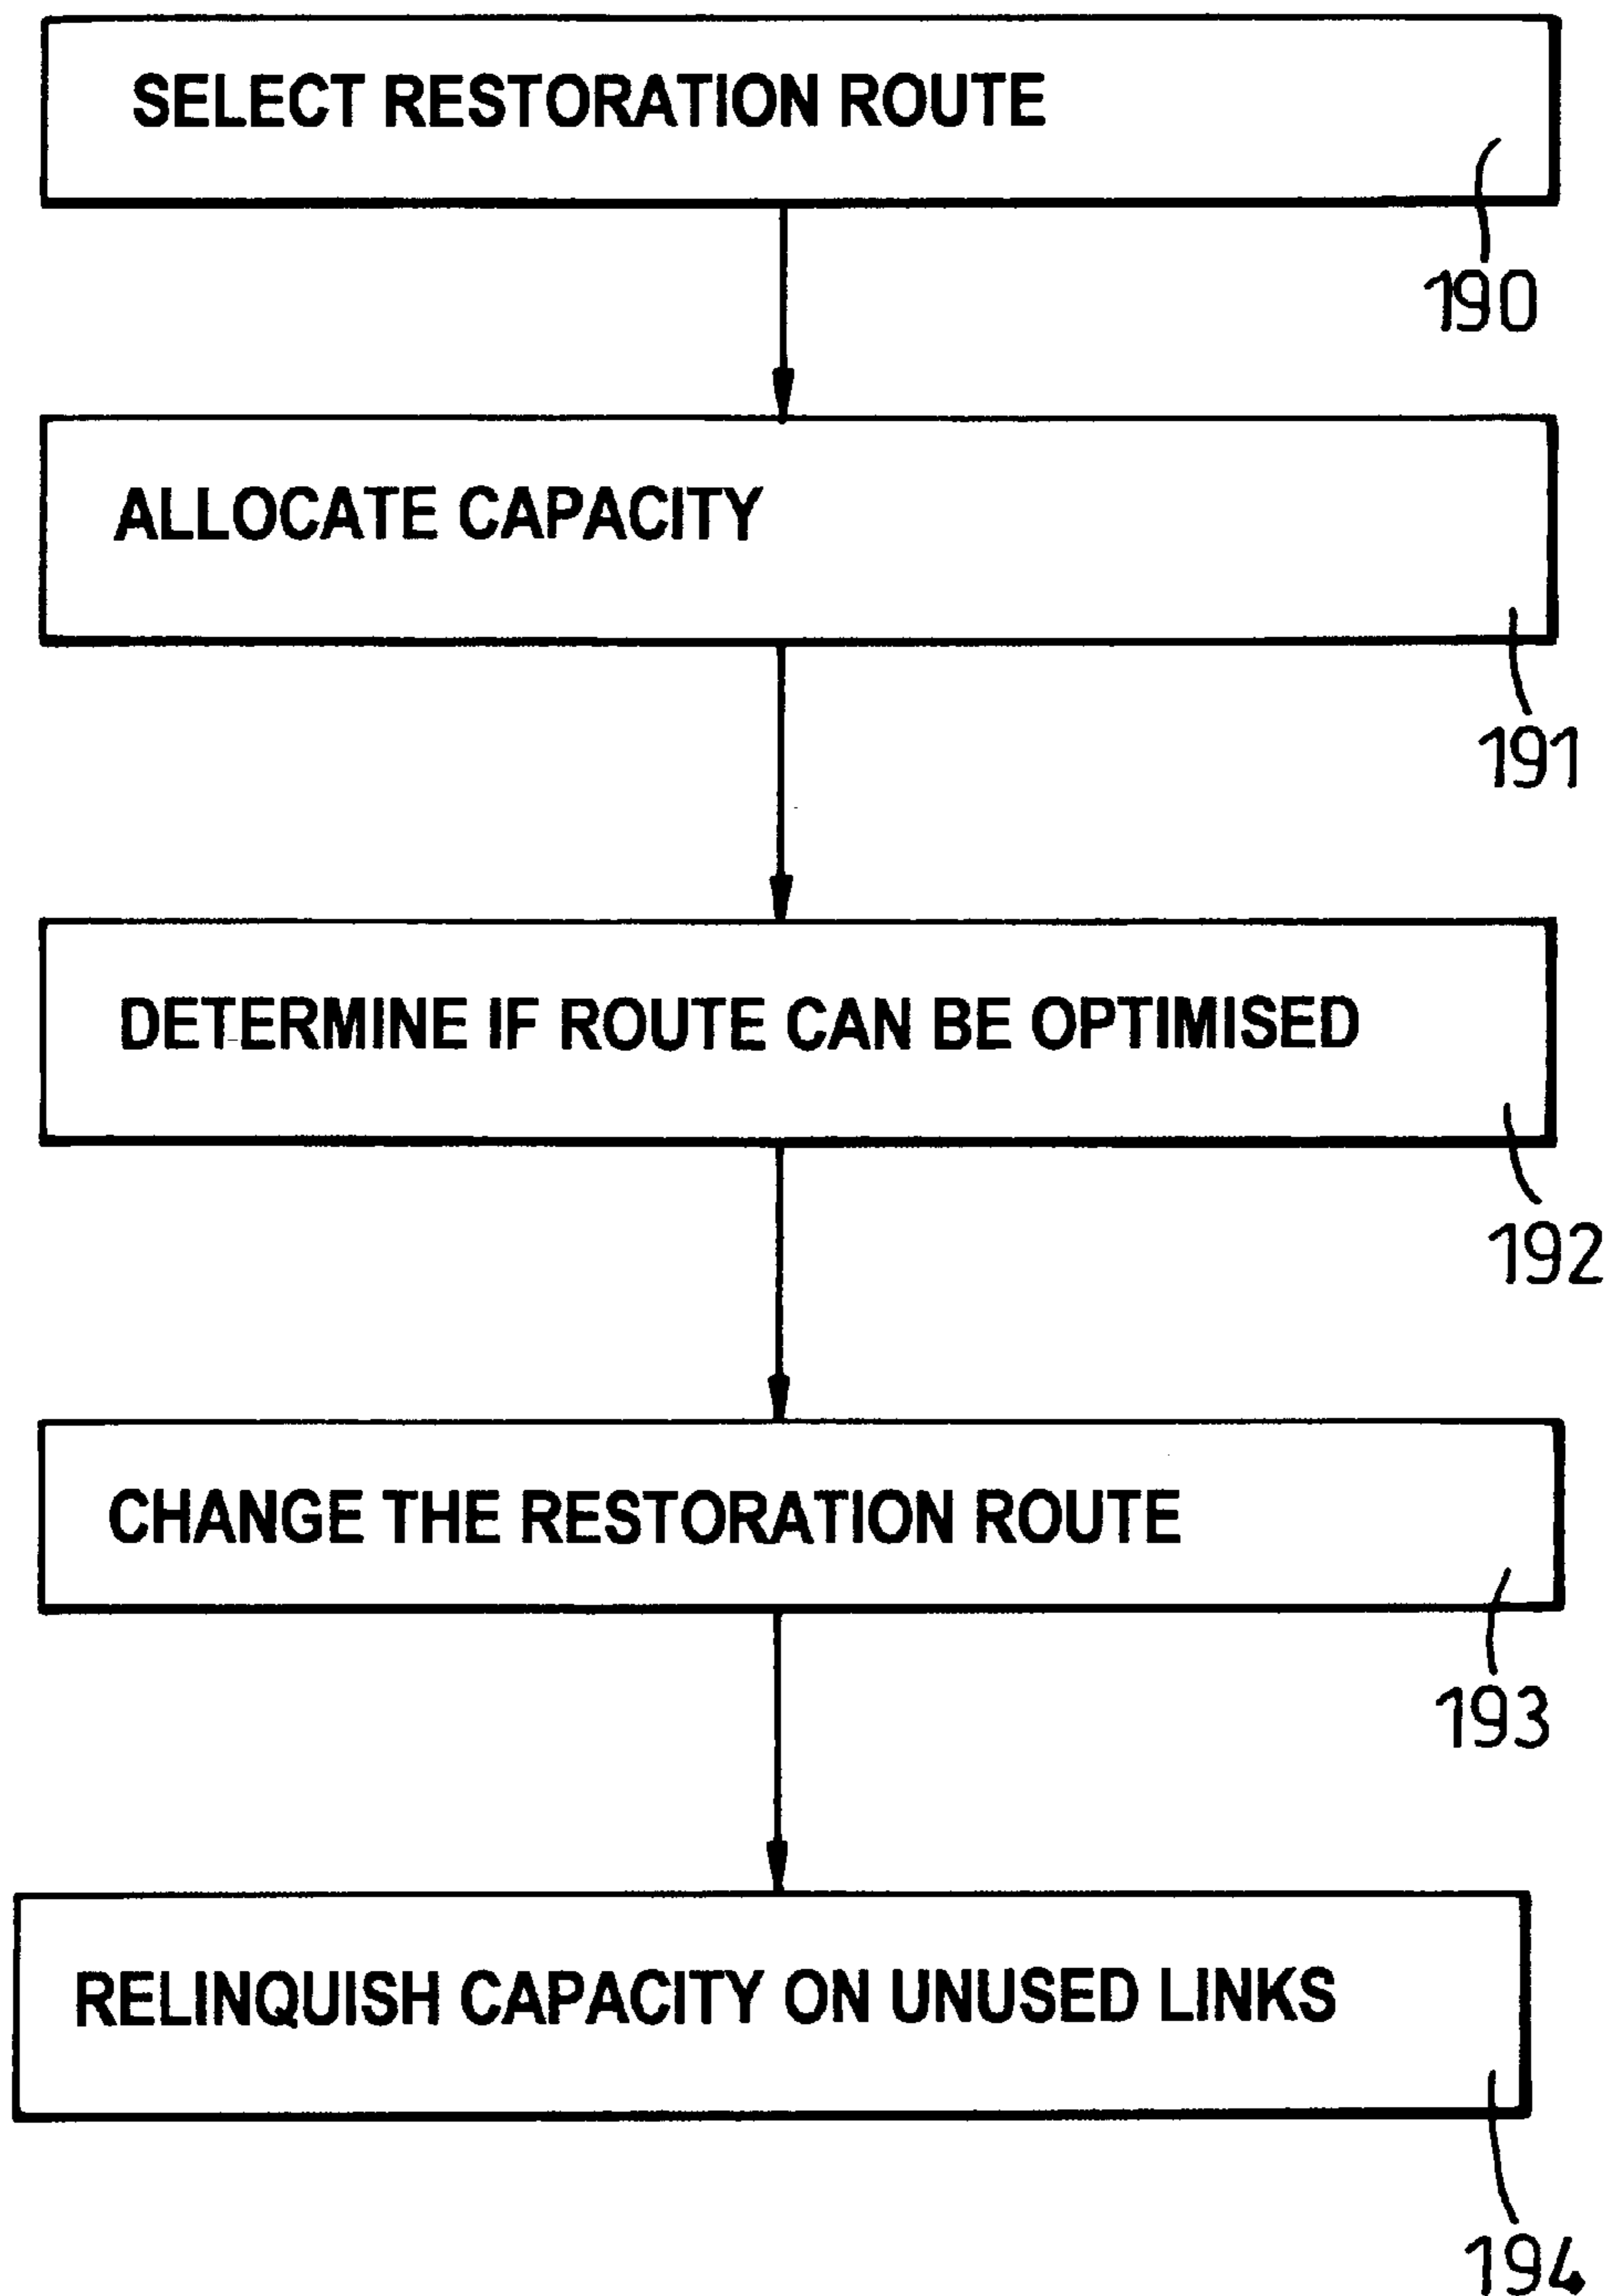 SELECT RESTORATION ROUTE
190
ALLOCATE CAPACITY
191
DETERMINE IF ROUTE CAN BE OPTIMISED
192
CHANGE THE RESTORATION ROUTE
193
RELINQUISH CAPACITY ON UNUSED LINKS
194